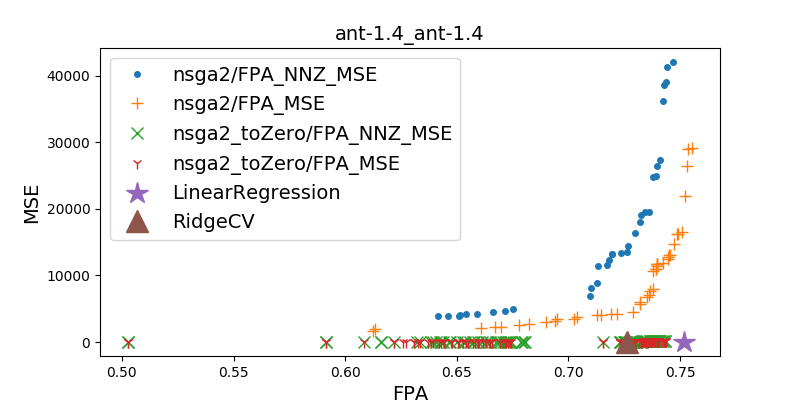 ant-1.4_ant-1.4
nsga2/FPA_NNZ_MSE
nsga2/FPA_MSE
nsga2_toZero/FPA_NNZ_MSE
nsga2_toZero/FPA_MSE
LinearRegression
RidgeCV
MSE
40000
30000
20000
10000
0
0.50 0.55 0.60 0.65 0.70 0.75
FPA